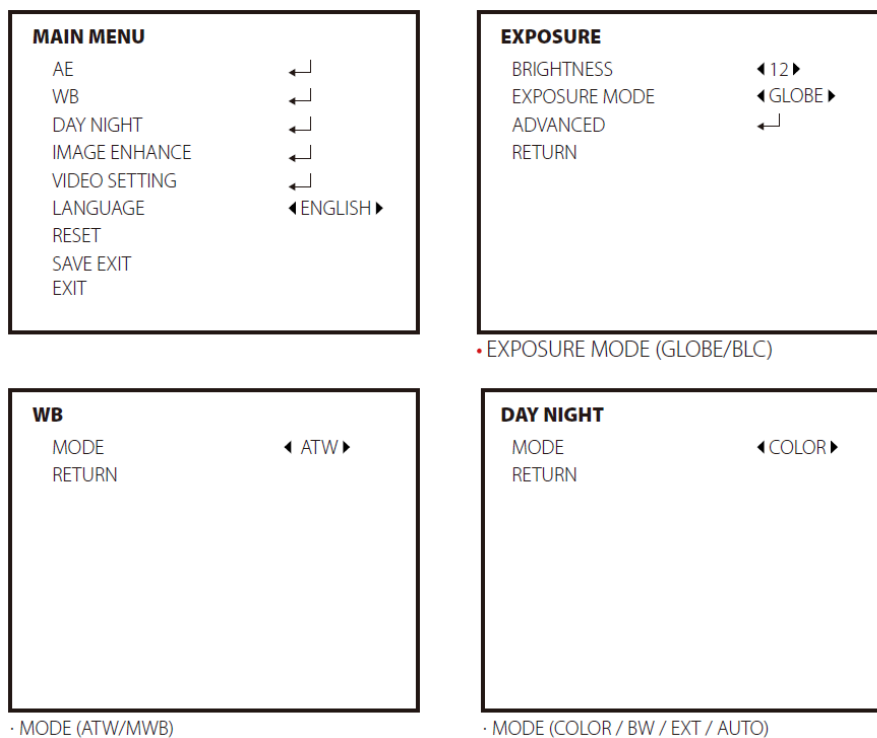 MAIN MENU
AE
WB
DAY NIGHT
IMAGE ENHANCE
VIDEO SETTING
LANGUAGE ENGLISH
RESET
SAVE EXIT
EXIT
EXPOSURE
BRIGHTNESS 12
EXPOSURE MODE GLOBE
ADVANCED
RETURN
• EXPOSURE MODE (GLOBE/BLC)
WB
MODE ATW
RETURN
· MODE (ATW/MWB)
DAY NIGHT
MODE COLOR
RETURN
· MODE (COLOR / BW / EXT / AUTO)